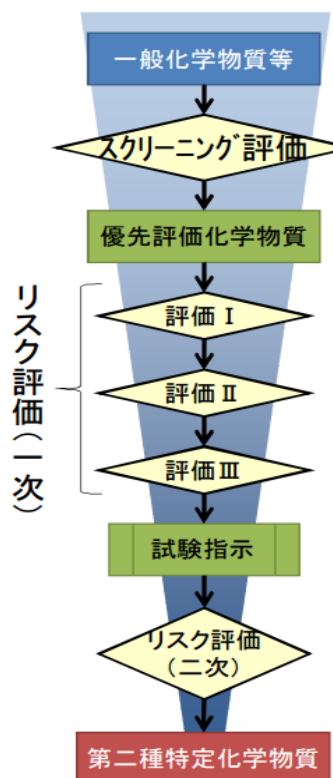 一般化学物質等
スクリーニング評価
優先評価化学物質
リスク評価(一次)
評価Ⅰ
評価Ⅱ
評価Ⅲ
試験指示
リスク評価
(二次)
第二種特定化学物質